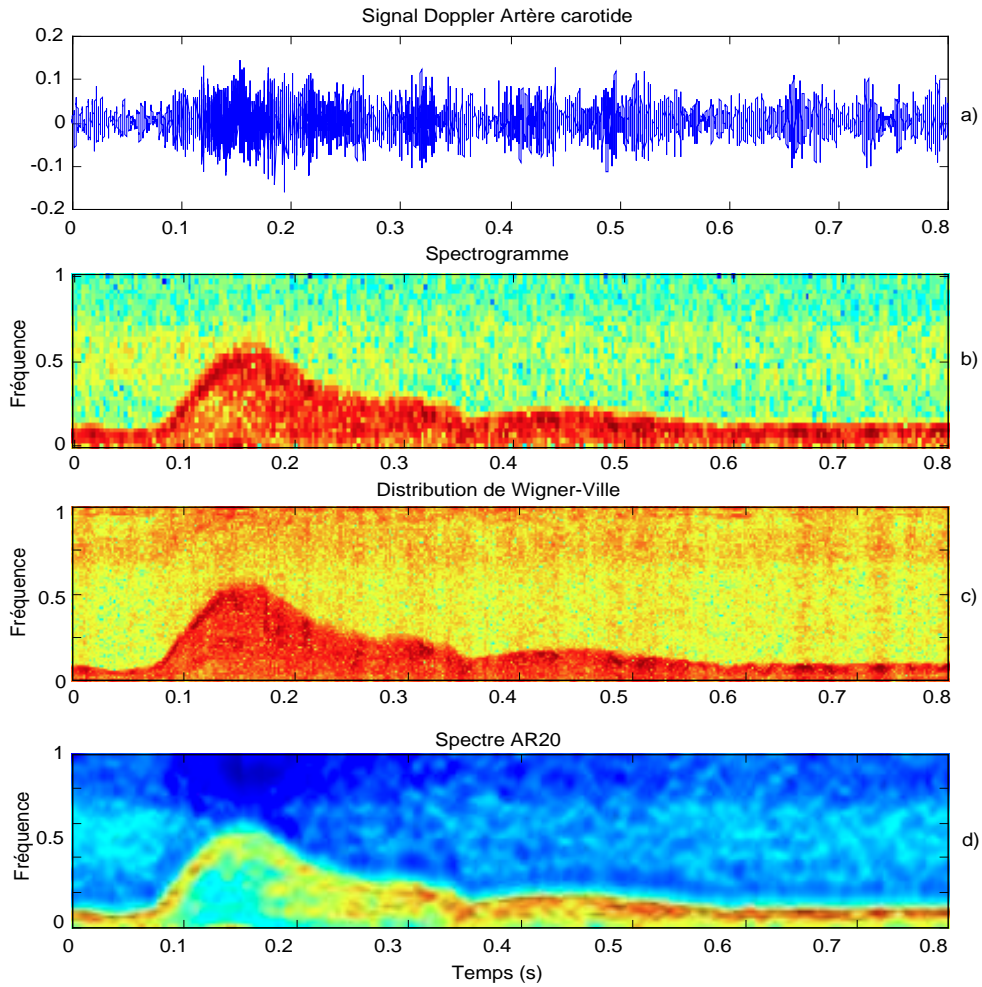 Signal Doppler Artère carotide
0.2
0.1
0
-0.1
-0.2
a)
0 0.1 0.2 0.3 0.4 0.5 0.6 0.7 0.8
Spectrogramme
1
0.5
0
Fréquence
b)
0 0.1 0.2 0.3 0.4 0.5 0.6 0.7 0.8
Distribution de Wigner-Ville
1
0.5
0
Fréquence
c)
0 0.1 0.2 0.3 0.4 0.5 0.6 0.7 0.8
Spectre AR20
1
0.5
0
Fréquence
d)
0 0.1 0.2 0.3 0.4 0.5 0.6 0.7 0.8
Temps (s)